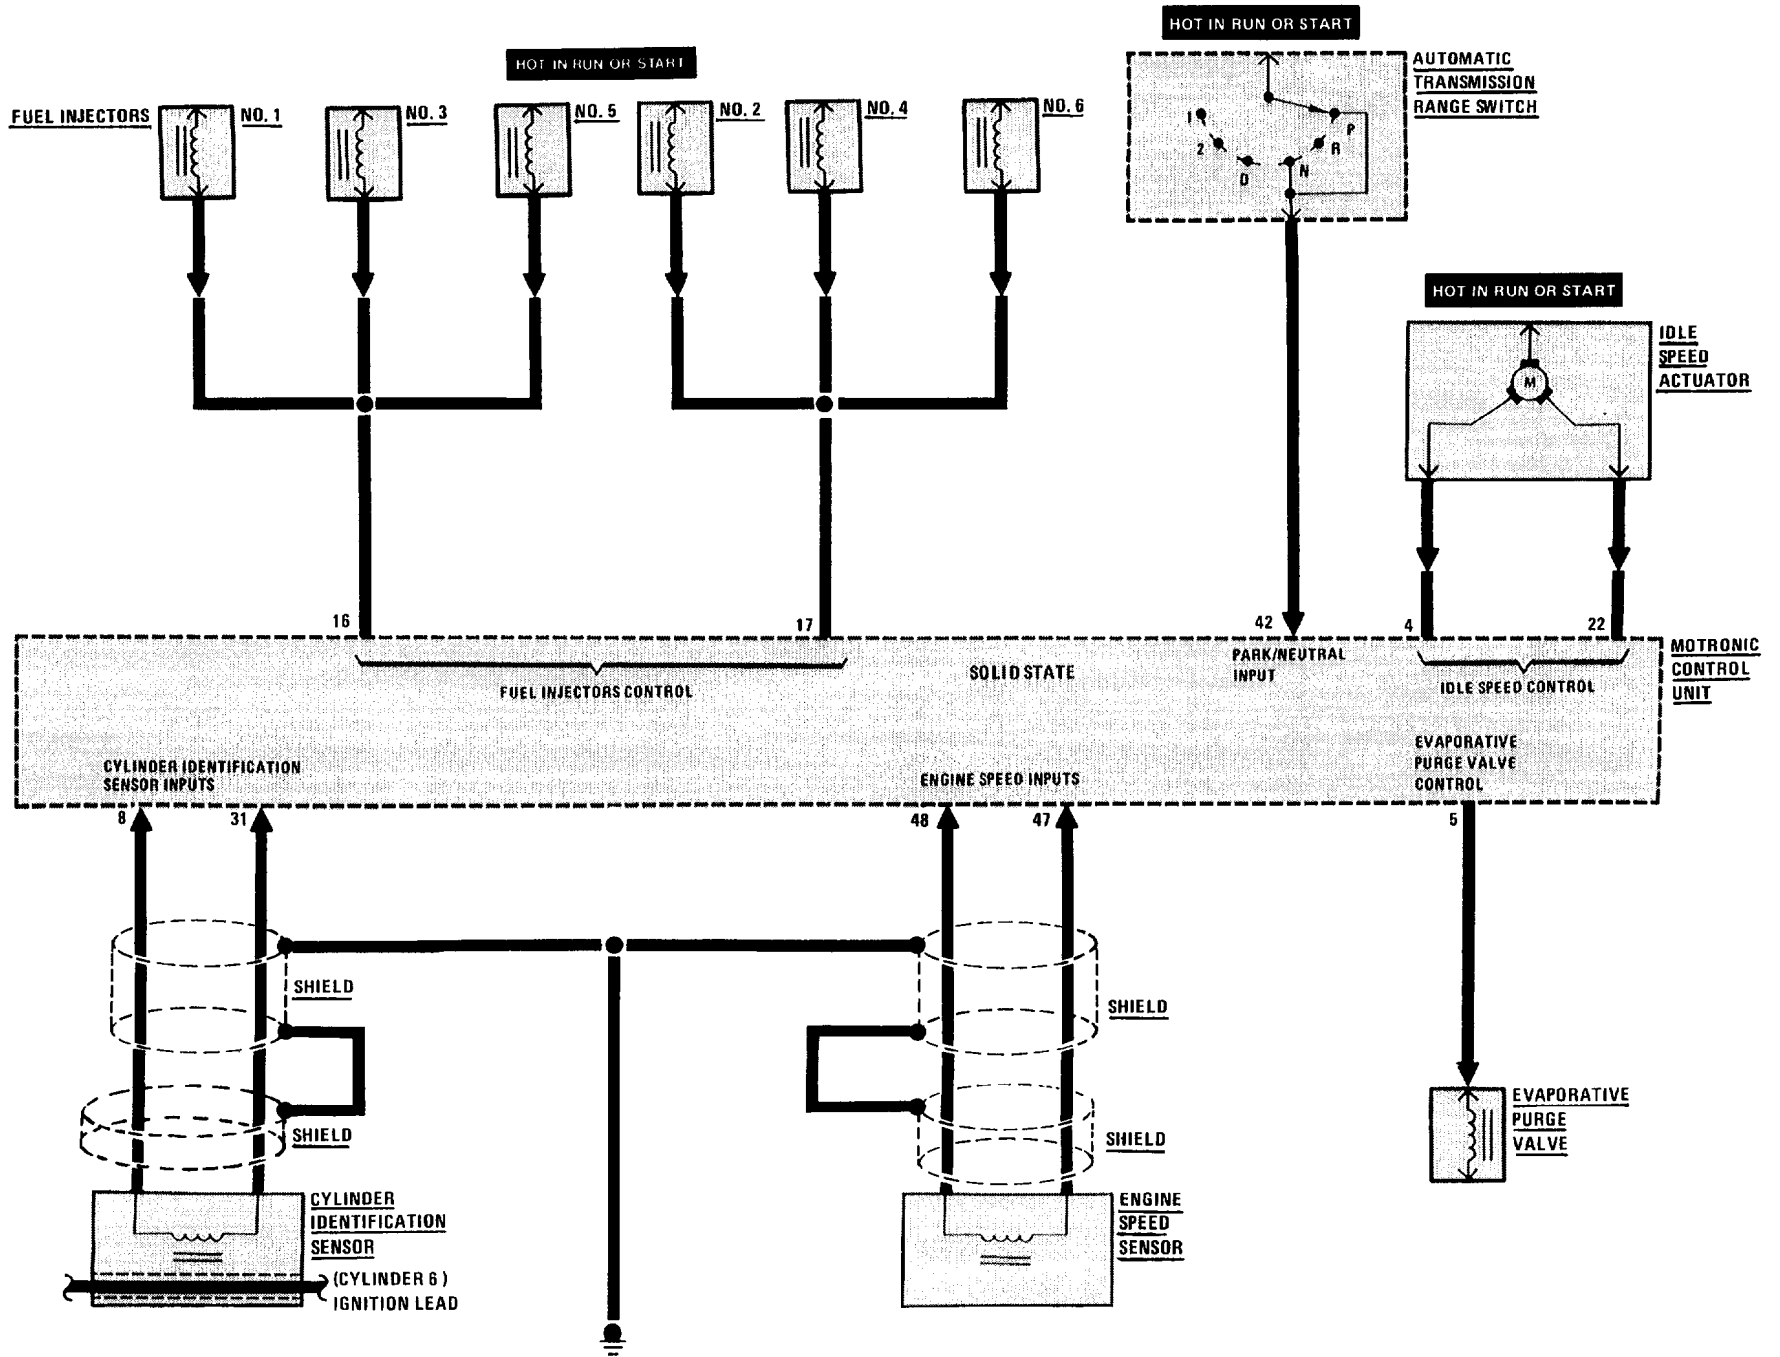 HOT IN RUN OR START
HOT IN RUN OR START
AUTOMATIC
TRANSMISSION
RANGE SWITCH
FUEL INJECTORS
NO. 1
NO. 3
NO. 5
NO. 2
NO. 4
NO. 6
1
2
D
N
R
P
HOT IN RUN OR START
IDLE
SPEED
ACTUATOR
M
16
17
42
4
22
MOTRONIC
CONTROL
UNIT
FUEL INJECTORS CONTROL
SOLID STATE
PARK/NEUTRAL
INPUT
IDLE SPEED CONTROL
CYLINDER IDENTIFICATION
SENSOR INPUTS
ENGINE SPEED INPUTS
EVAPORATIVE
PURGE VALVE
CONTROL
8
31
48
47
5
SHIELD
SHIELD
SHIELD
SHIELD
EVAPORATIVE
PURGE
VALVE
CYLINDER
IDENTIFICATION
SENSOR
(CYLINDER 6)
IGNITION LEAD
ENGINE
SPEED
SENSOR